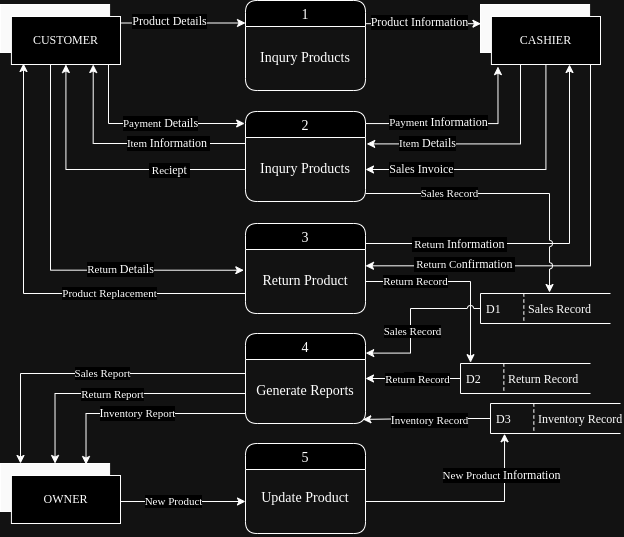 1
Product Details
Product Information
CUSTOMER
CASHIER
Inqury Products
Payment Details
2
Payment Information
Item Information
Item Details
Inqury Products
Reciept
Sales Invoice
Sales Record
3
Return Information
Return Details
Return Confirmation
Return Product
Return Record
Product Replacement
D1
Sales Record
Sales Record
4
Sales Report
Return Record
D2
Return Record
Return Report
Generate Reports
Inventory Report
Inventory Record
D3
Inventory Record
5
New Product Information
OWNER
New Product
Update Product